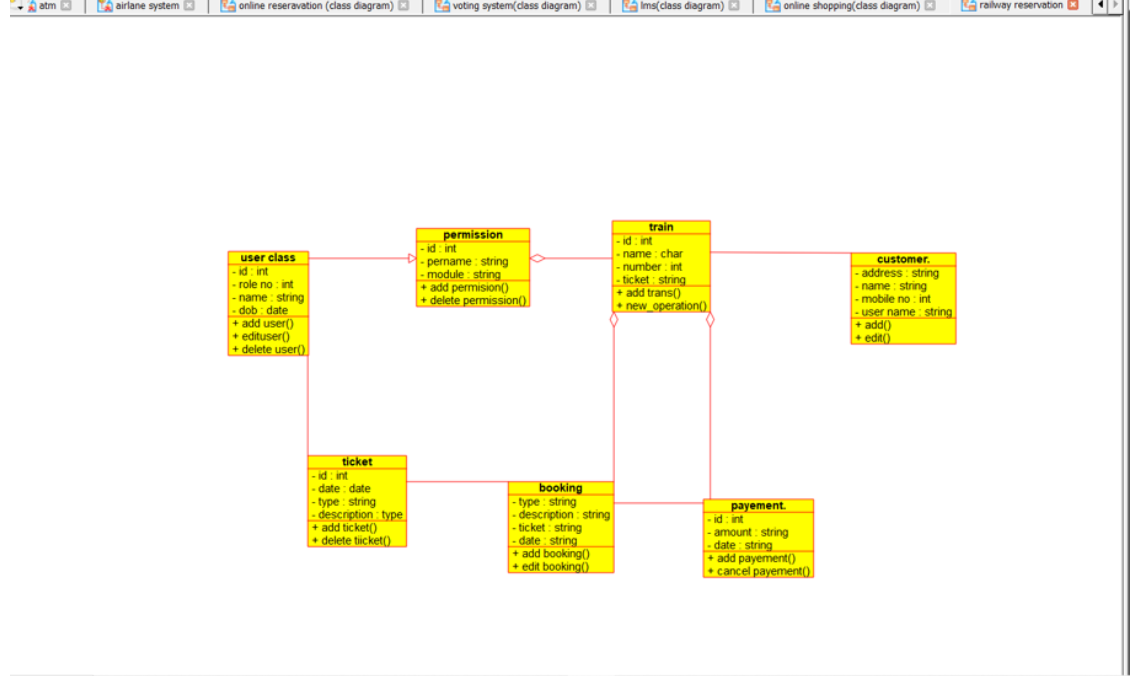 atm
airlane system
online reseravation (class diagram)
voting system(class diagram)
lms(class diagram)
online shopping(class diagram)
railway reservation
user class
- id : int
- role no : int
- name : string
- dob : date
+ add user()
+ edituser()
+ delete user()
permission
- id : int
- pername : string
- module : string
+ add permision()
+ delete permission()
train
- id : int
- name : char
- number : int
- ticket : string
+ add trans()
+ new_operation()
customer.
- address : string
- name : string
- mobile no : int
- user name : string
+ add()
+ edit()
ticket
- id : int
- date : date
- type : string
- description : type
+ add ticket()
+ delete tiicket()
booking
- type : string
- description : string
- ticket : string
- date : string
+ add booking()
+ edit booking()
payement.
- id : int
- amount : string
- date : string
+ add payement()
+ cancel payement()